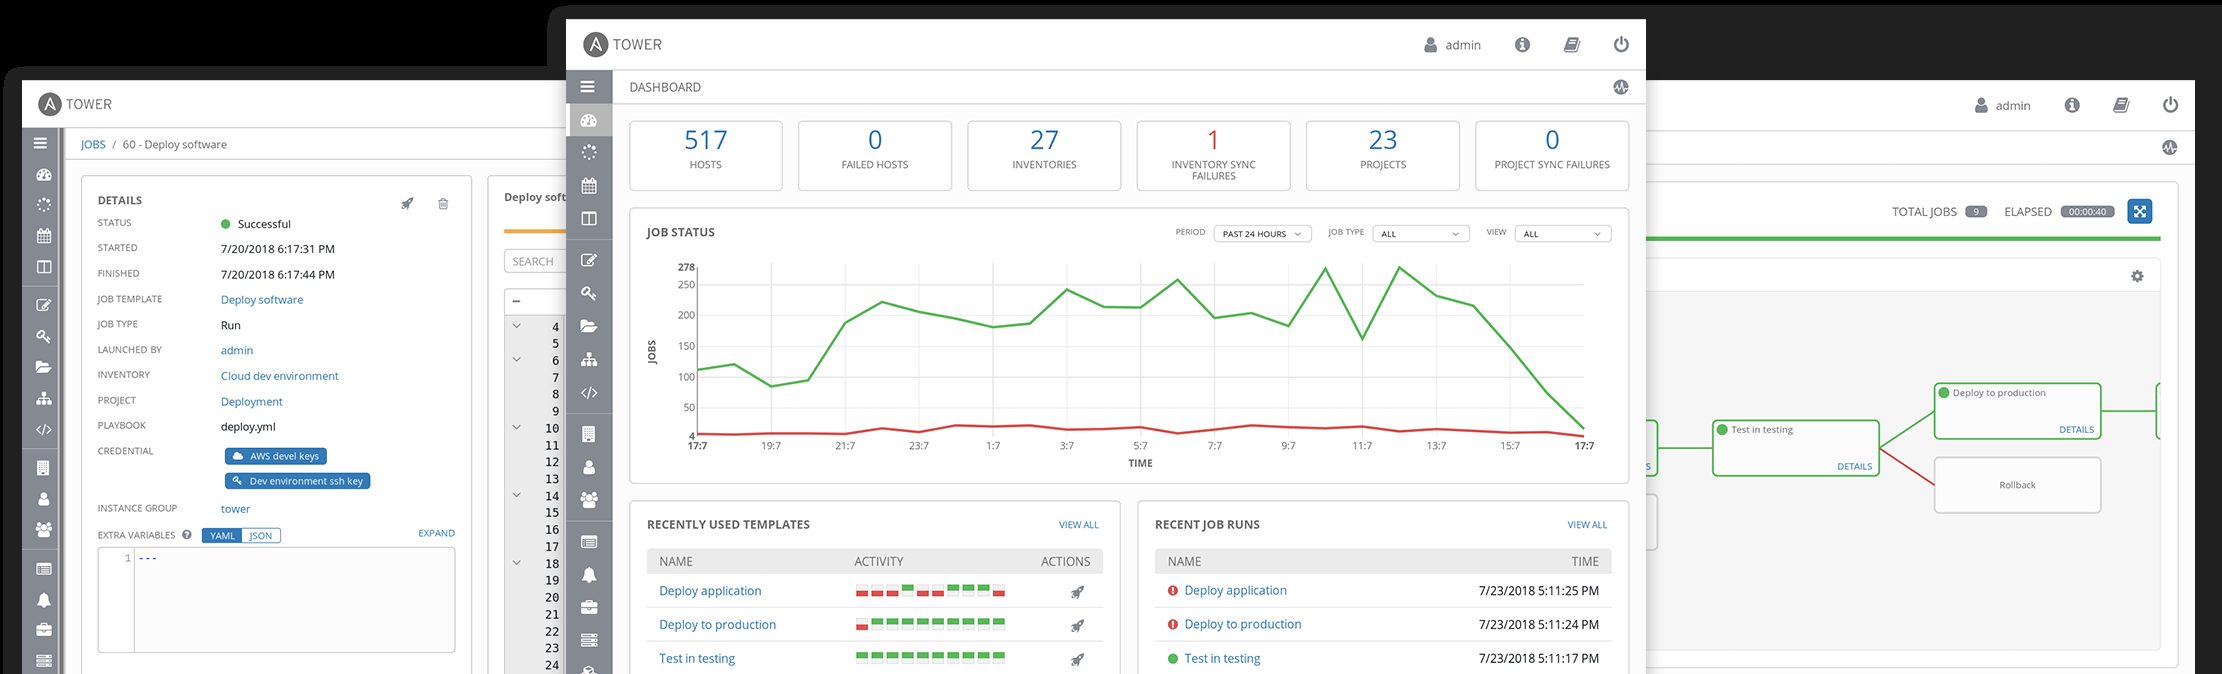 TOWER
JOBS / 60 - Deploy software
DETAILS
STATUS Successful
STARTED 7/20/2018 6:17:31 PM
FINISHED 7/20/2018 6:17:44 PM
JOB TEMPLATE Deploy software
JOB TYPE Run
LAUNCHED BY admin
INVENTORY Cloud dev environment
PROJECT Deployment
PLAYBOOK deploy.yml
CREDENTIAL AWS devel keys
Dev environment ssh key
INSTANCE GROUP tower
EXTRA VARIABLES YAML JSON EXPAND
1 ---
Deploy soft
SEARCH
4
5
6
7
8
9
10
11
12
13
14
15
16
17
18
19
20
21
22
23
24
TOWER admin
DASHBOARD
517 0 27 1 23 0
HOSTS FAILED HOSTS INVENTORIES INVENTORY SYNC PROJECTS PROJECT SYNC FAILURES
FAILURES
JOB STATUS PERIOD PAST 24 HOURS JOB TYPE ALL VIEW ALL
278
250
200
150
100
50
4
JOBS
17:7 19:7 21:7 23:7 1:7 3:7 5:7 7:7 9:7 11:7 13:7 15:7 17:7
TIME
RECENTLY USED TEMPLATES VIEW ALL
NAME ACTIVITY ACTIONS
Deploy application
Deploy to production
Test in testing
RECENT JOB RUNS VIEW ALL
NAME TIME
Deploy application 7/23/2018 5:11:25 PM
Deploy to production 7/23/2018 5:11:24 PM
Test in testing 7/23/2018 5:11:17 PM
admin
TOTAL JOBS 9 ELAPSED 00:00:40
Deploy to production
DETAILS
Test in testing
S DETAILS
Rollback